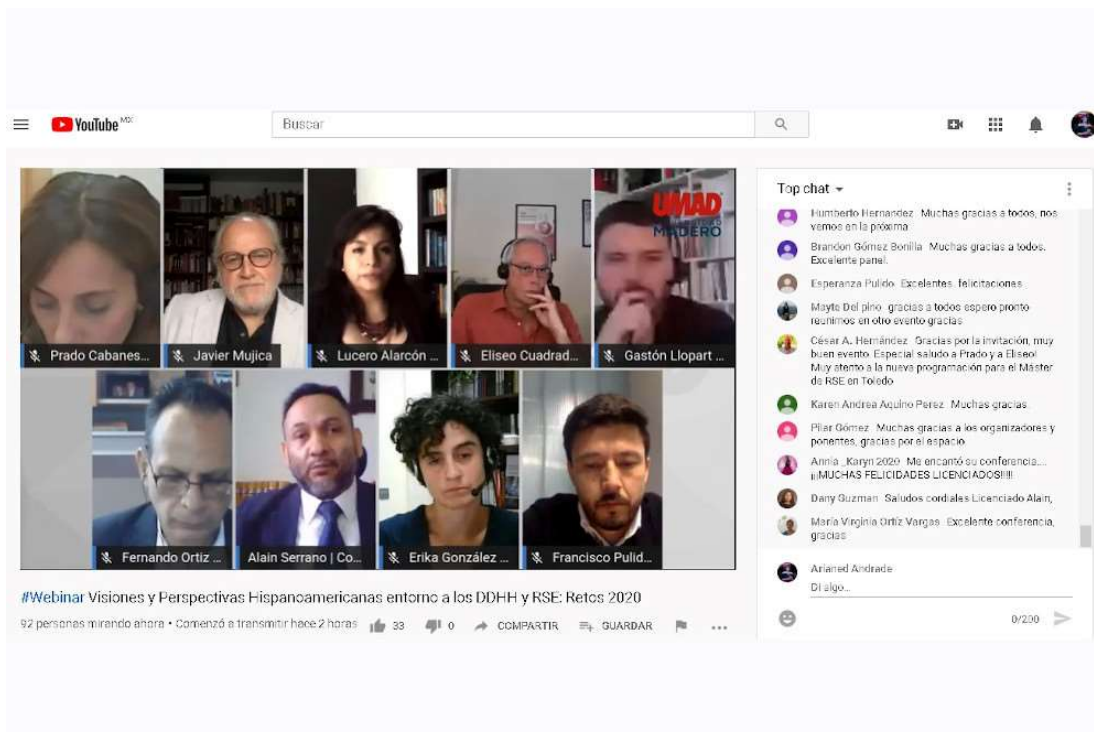 YouTube MX
Buscar
UMAD
MADERO
Prado Cabanes...
Javier Mujica
Lucero Alarcón ...
Eliseo Cuadrad...
Gastón Llopart ...
Fernando Ortiz ...
Alain Serrano | Co...
Erika González ...
Francisco Pulid...
#Webinar Visiones y Perspectivas Hispanoamericanas entorno a los DDHH y RSE: Retos 2020
92 personas mirando ahora • Comenzó a transmitir hace 2 horas 33 0 COMPARTIR GUARDAR
Top chat
Humberto Hernandez Muchas gracias a todos, nos
vemos en la próxima
Brandon Gómez Bonilla Muchas gracias a todos.
Excelente panel.
Esperanza Pulido Excelentes felicitaciones
Mayte Del pino gracias a todos espero pronto
reunirnos en otro evento gracias
César A. Hernández Gracias por la invitación, muy
buen evento. Especial saludo a Prado y a Eliseo!
Muy atento a la nueva programación para el Máster
de RSE en Toledo
Karen Andrea Aquino Perez Muchas gracias
Pilar Gómez Muchas gracias a los organizadores y
ponentes, gracias por el espacio
Annia _Karyn 2020 Me encantó su conferencia....
¡¡¡MUCHAS FELICIDADES LICENCIADOS!!!!!
Dany Guzman Saludos cordiales Licenciado Alain,
María Virginia Ortíz Vargas Excelente conferencia,
gracias
Arianed Andrade
Di algo...
0/200